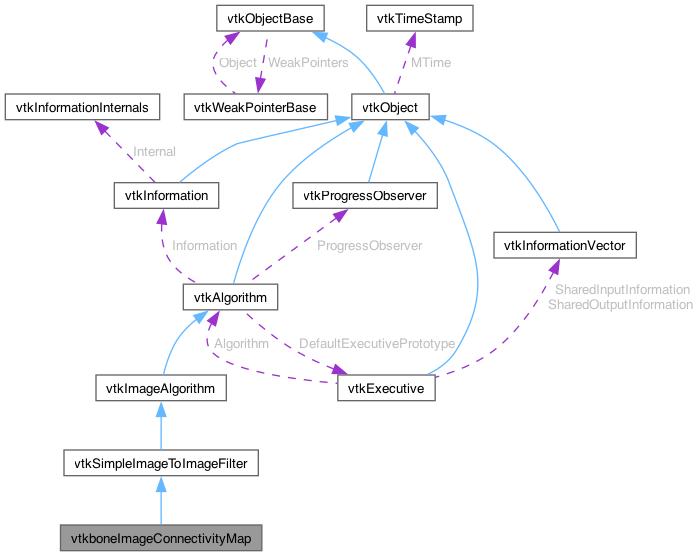 vtkObjectBase
vtkTimeStamp
Object
WeakPointers
MTime
vtkInformationInternals
vtkWeakPointerBase
vtkObject
Internal
vtkInformation
vtkProgressObserver
Information
ProgressObserver
vtkInformationVector
vtkAlgorithm
SharedInputInformation
SharedOutputInformation
Algorithm
DefaultExecutivePrototype
vtkImageAlgorithm
vtkExecutive
vtkSimpleImageToImageFilter
vtkboneImageConnectivityMap